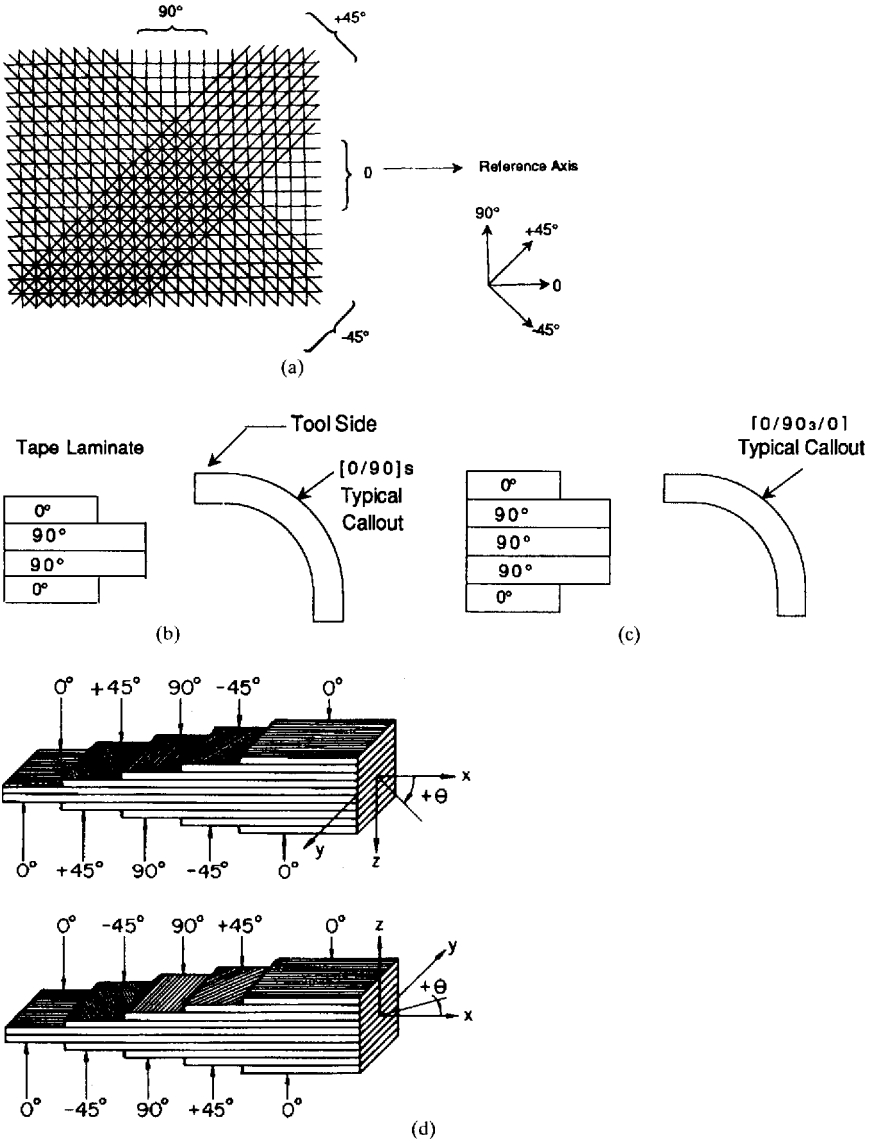 90°
+45°
0
Reference Axis
-45°
90°
+45°
0
-45°
(a)
Tape Laminate
0°
90°
90°
0°
Tool Side
[0/90]s
Typical
Callout
(b)
0°
90°
90°
90°
0°
[0/90₃/0]
Typical Callout
(c)
0° +45° 90° -45° 0°
x
+θ
y
z
0° +45° 90° -45° 0°
0° -45° 90° +45° 0°
z
y
+θ
x
0° -45° 90° +45° 0°
(d)